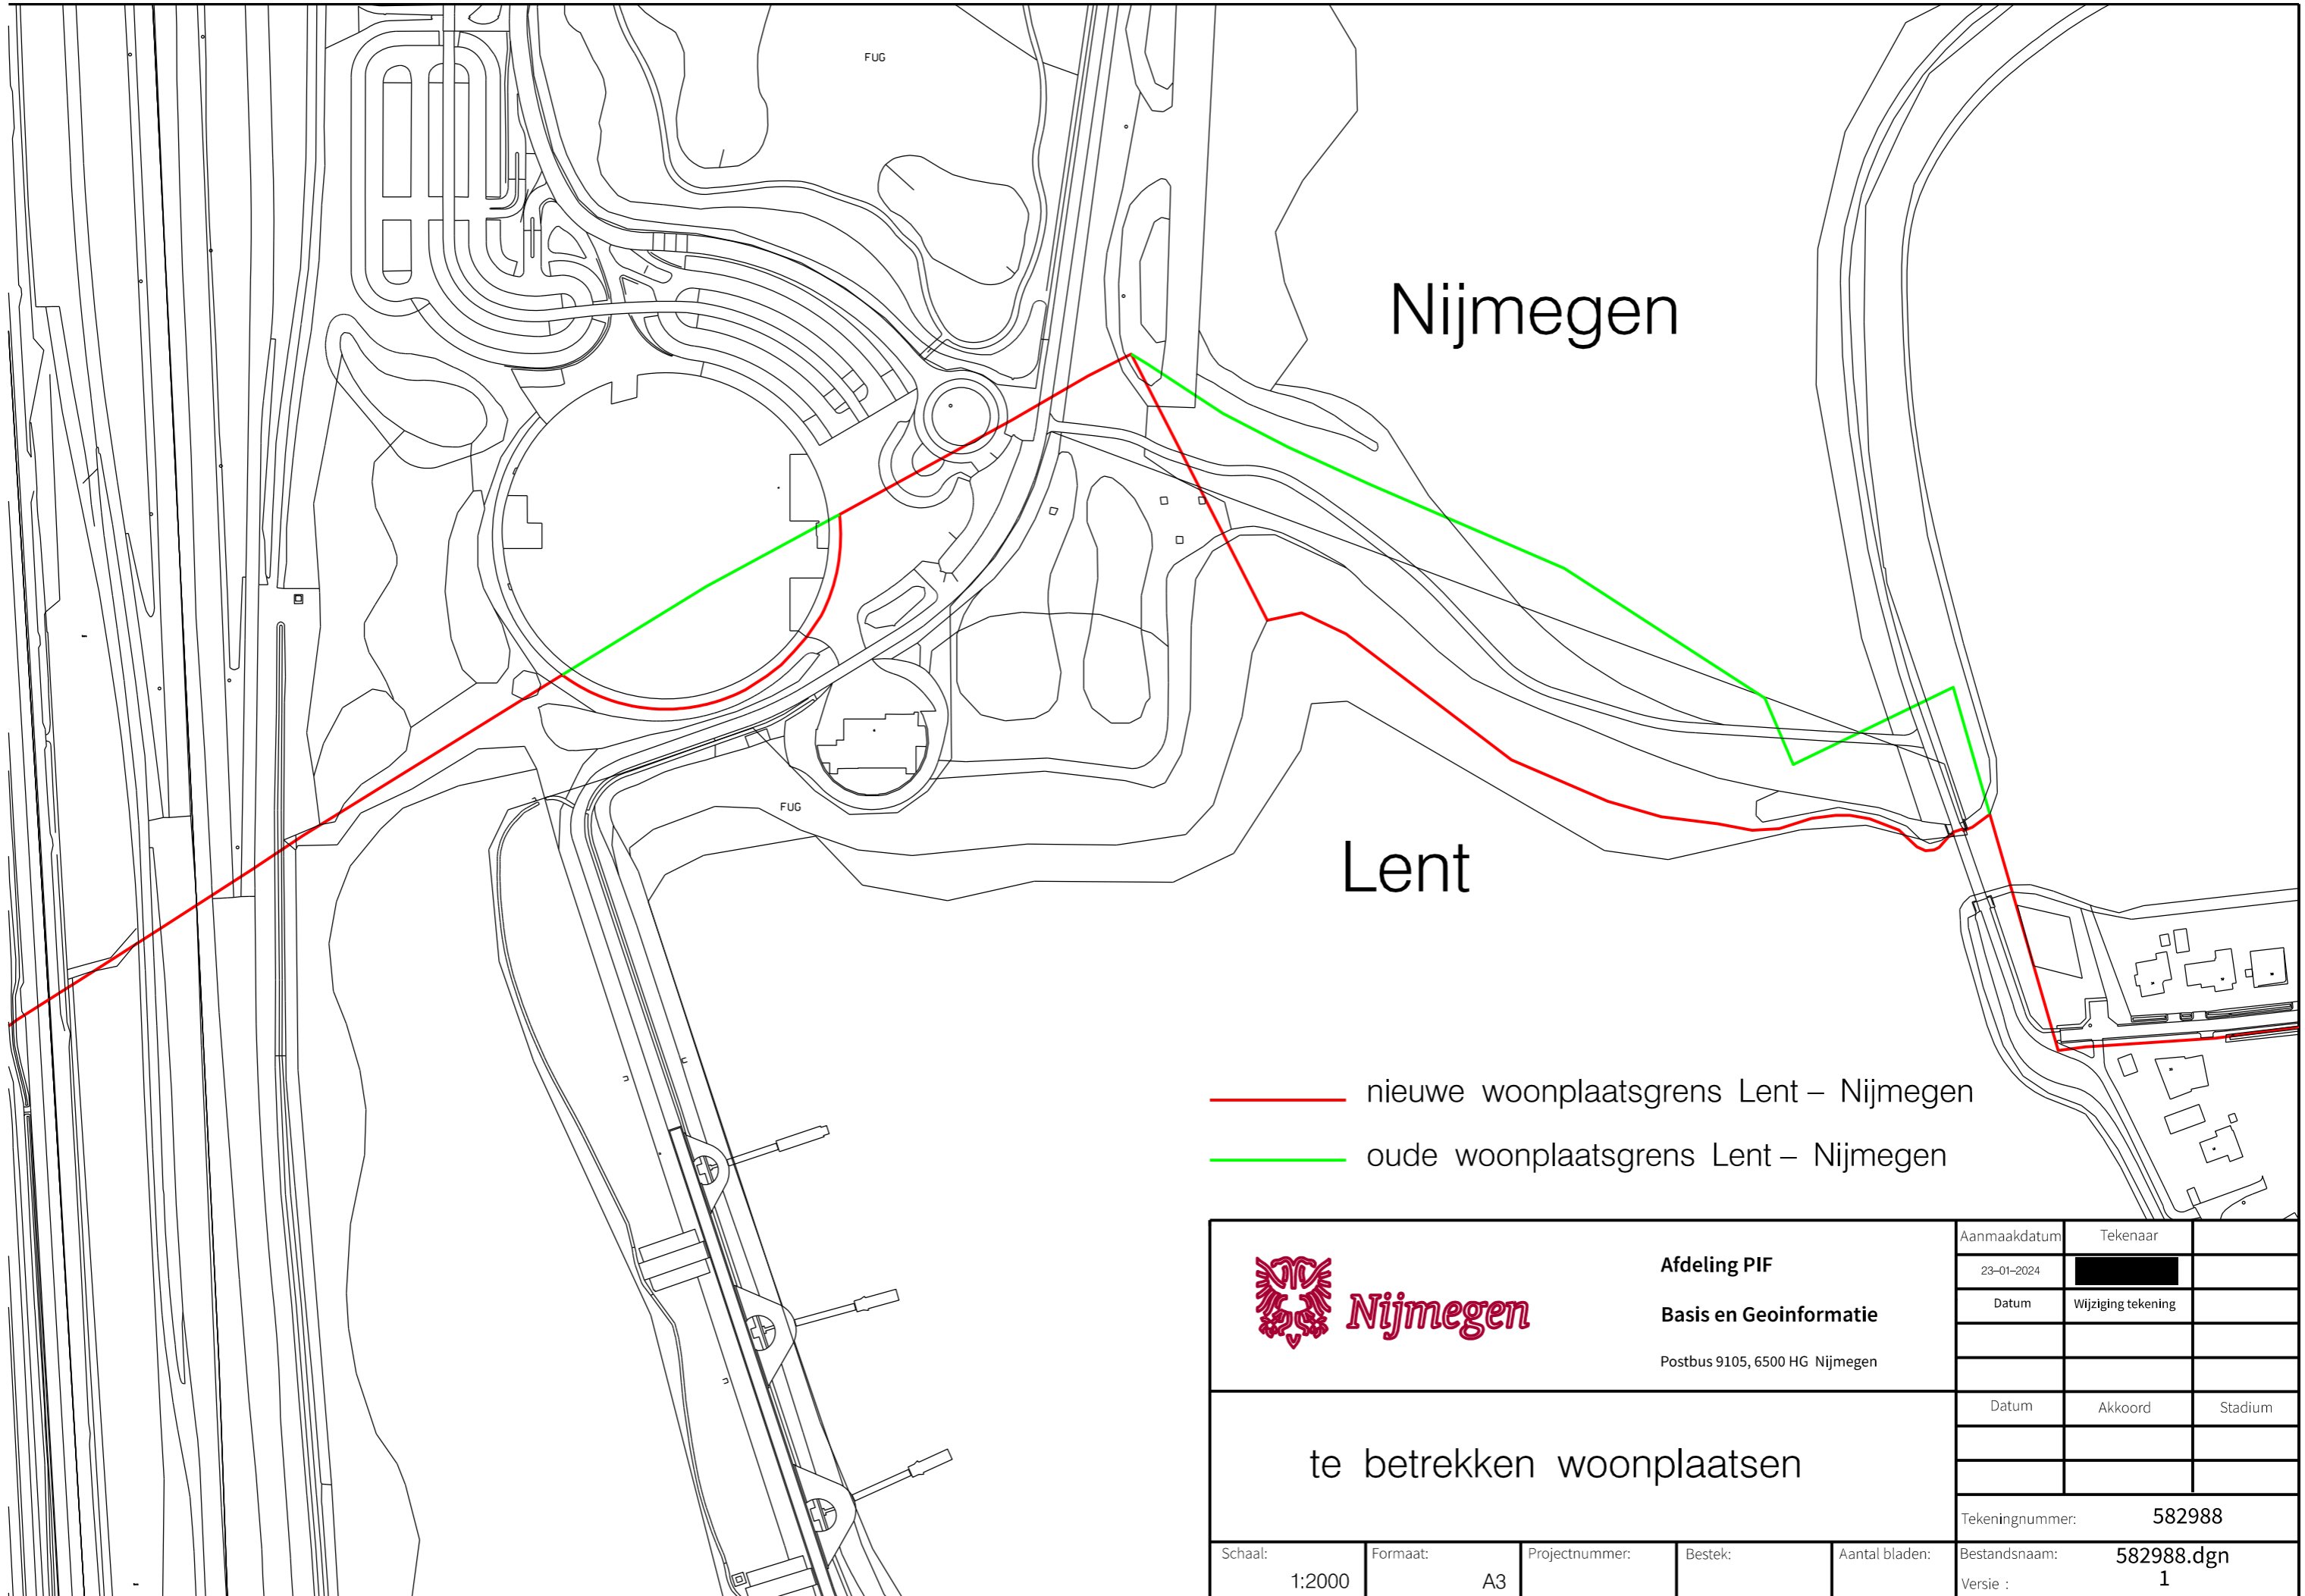 FUG
Nijmegen
FUG
Lent
nieuwe woonplaatsgrens Lent – Nijmegen
oude woonplaatsgrens Lent – Nijmegen
Nijmegen
Afdeling PIF
Basis en Geoinformatie
Postbus 9105, 6500 HG Nijmegen
Aanmaakdatum Tekenaar
23-01-2024
Datum Wijziging tekening
Datum Akkoord Stadium
te betrekken woonplaatsen
Tekeningnummer: 582988
Schaal: Formaat: Projectnummer: Bestek: Aantal bladen: Bestandsnaam: 582988.dgn
1:2000 A3 Versie : 1